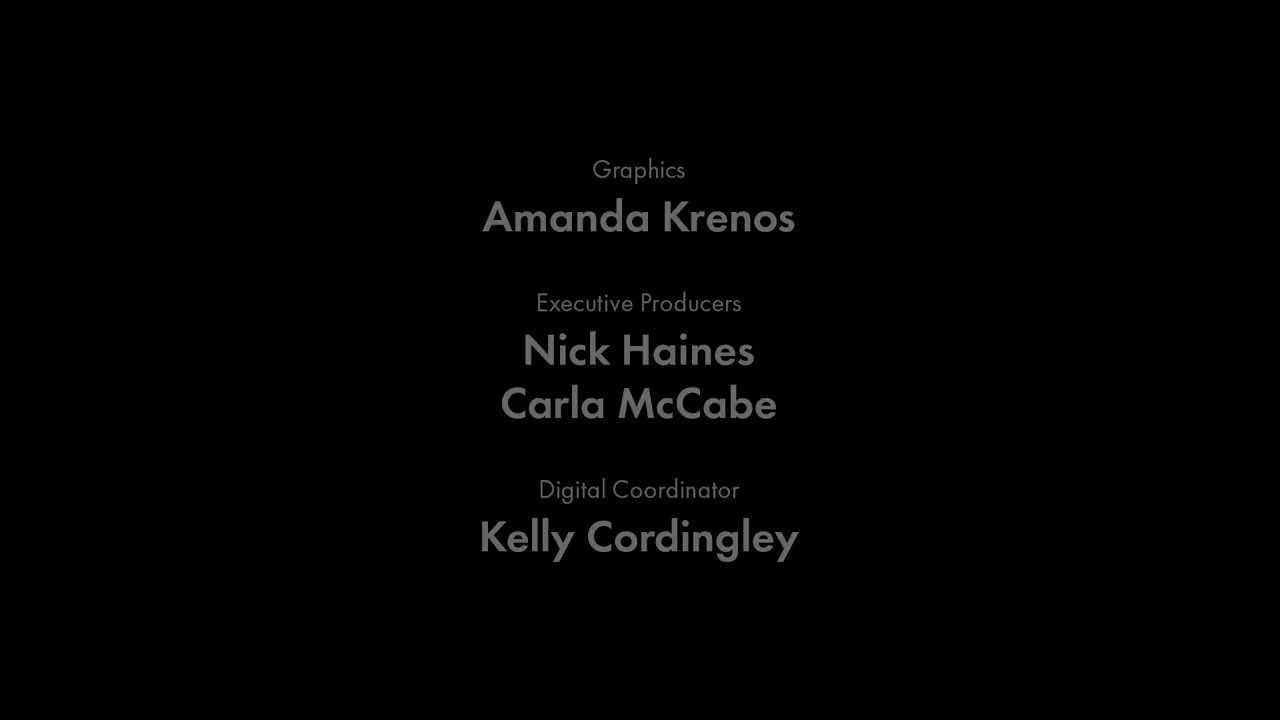 Graphics
Amanda Krenos
Executive Producers
Nick Haines
Carla McCabe
Digital Coordinator
Kelly Cordingley